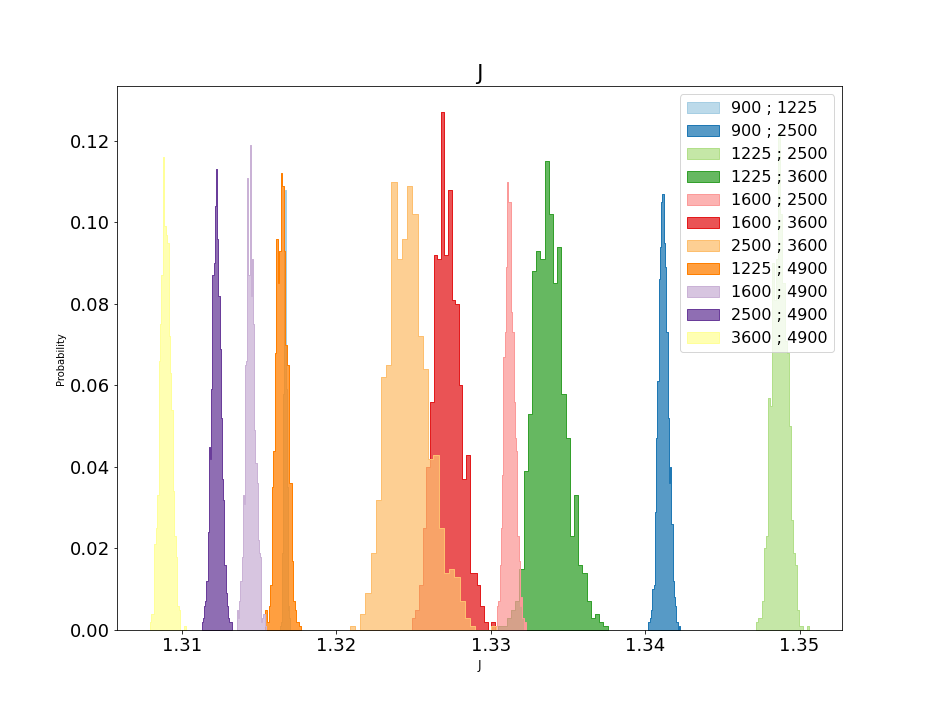 J
Probability
0.12
0.10
0.08
0.06
0.04
0.02
0.00
1.31 1.32 1.33 1.34 1.35
J
900 ; 1225
900 ; 2500
1225 ; 2500
1225 ; 3600
1600 ; 2500
1600 ; 3600
2500 ; 3600
1225 ; 4900
1600 ; 4900
2500 ; 4900
3600 ; 4900